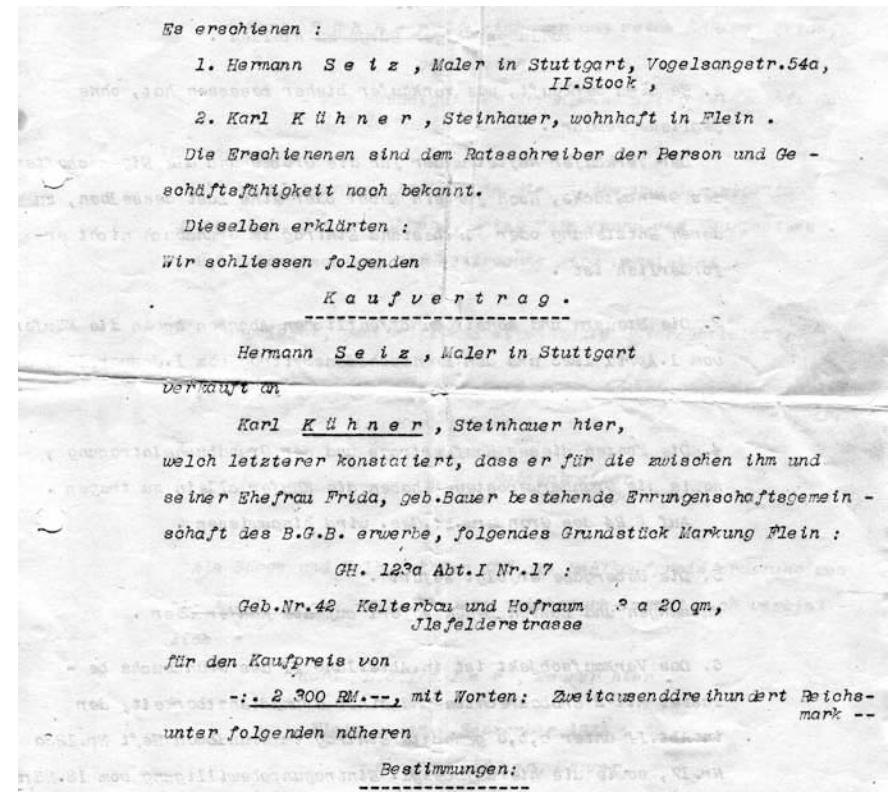 Es erschienen :
1. Hermann S e i z , Maler in Stuttgart, Vogelsangstr.54a,
II.Stock ,
2. Karl K ü h n e r , Steinhauer, wohnhaft in Flein .
Die Erschienenen sind dem Ratsschreiber der Person und Ge -
schäftsfähigkeit nach bekannt.
Dieselben erklärten :
Wir schliessen folgenden
K a u f v e r t r a g .
Hermann S e i z , Maler in Stuttgart
verkauft an
Karl K ü h n e r , Steinhauer hier,
welch letzterer konstatiert, dass er für die zwischen ihm und
seiner Ehefrau Frida, geb.Bauer bestehende Errungenschaftsgemein -
schaft des B.G.B. erwerbe, folgendes Grundstück Markung Flein :
GH. 123a Abt.I Nr.17 :
Geb.Nr.42 Kelterbau und Hofraum a 20 qm,
Jlsfelderstrasse
für den Kaufpreis von
-:. 2 300 RM.--, mit Worten: Zweitausenddreihundert Reichs-
mark --
unter folgenden näheren
Bestimmungen: